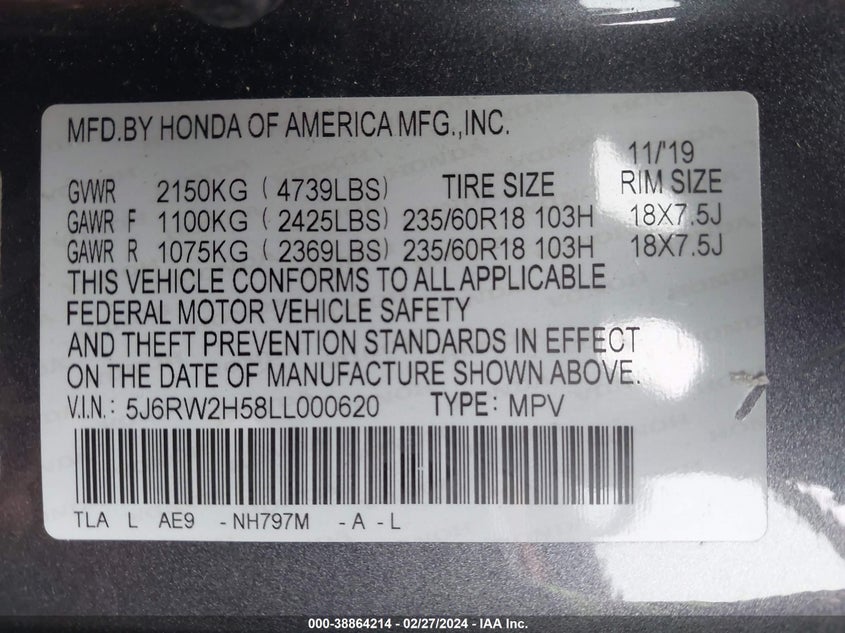 MFD.BY HONDA OF AMERICA MFG.,INC.
11/'19
GVWR 2150KG ( 4739LBS) TIRE SIZE RIM SIZE
GAWR F 1100KG ( 2425LBS) 235/60R18 103H 18X7.5J
GAWR R 1075KG ( 2369LBS) 235/60R18 103H 18X7.5J
THIS VEHICLE CONFORMS TO ALL APPLICABLE
FEDERAL MOTOR VEHICLE SAFETY
AND THEFT PREVENTION STANDARDS IN EFFECT
ON THE DATE OF MANUFACTURE SHOWN ABOVE.
V.I.N.: 5J6RW2H58LL000620 TYPE: MPV
TLA L AE9 -NH797M -A-L
000-38864214 - 02/27/2024 - IAA Inc.